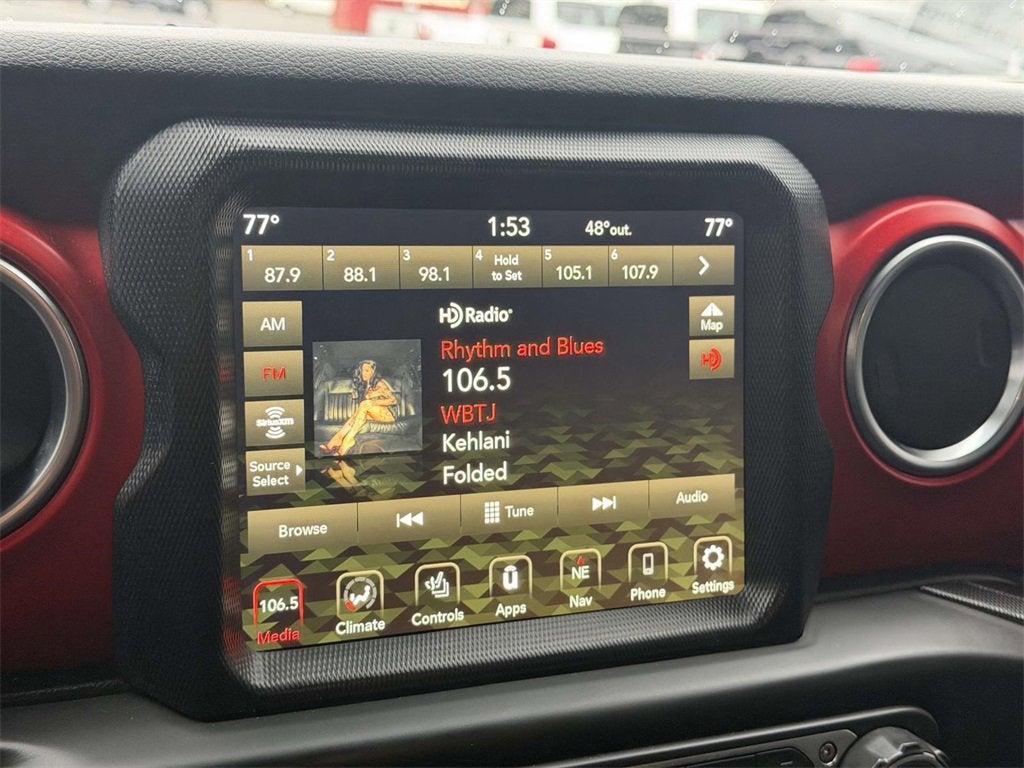 77° 1:53 48°out. 77°
1 87.9 2 88.1 3 98.1 4 Hold to Set 5 105.1 6 107.9
AM
FM
SiriusXM
Source Select
HD Radio
Rhythm and Blues
106.5
WBTJ
Kehlani
Folded
Map
HD
Browse Tune Audio
106.5 Media
Climate
Controls
u Apps
NE Nav
Phone
Settings